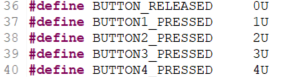 36 #define BUTTON_RELEASED 0U
37 #define BUTTON1_PRESSED 1U
38 #define BUTTON2_PRESSED 2U
39 #define BUTTON3_PRESSED 3U
40 #define BUTTON4_PRESSED 4U